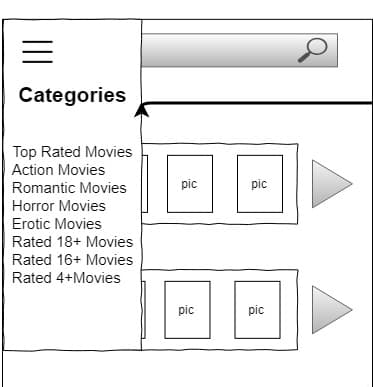 Categories
Top Rated Movies
Action Movies
Romantic Movies
Horror Movies
Erotic Movies
Rated 18+ Movies
Rated 16+ Movies
Rated 4+Movies
pic
pic
pic
pic